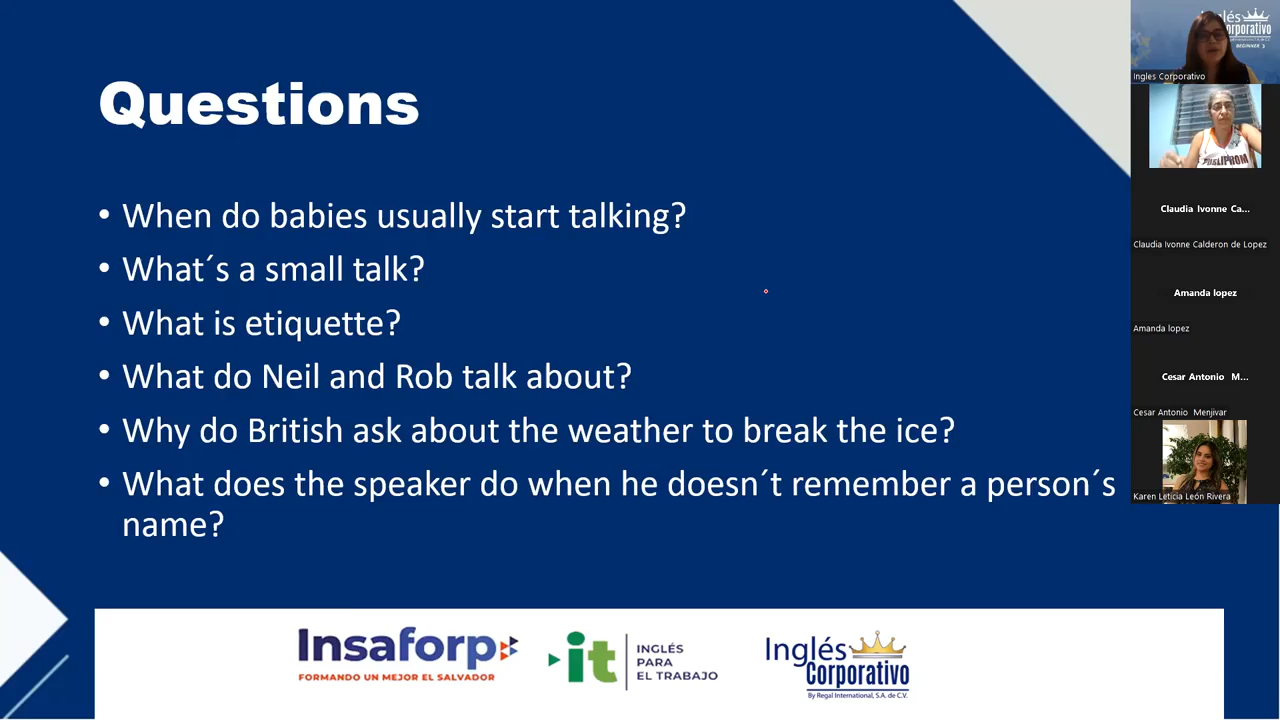 Questions
• When do babies usually start talking?
• What´s a small talk?
• What is etiquette?
• What do Neil and Rob talk about?
• Why do British ask about the weather to break the ice?
• What does the speaker do when he doesn´t remember a person´s
name?
Insaforp
FORMANDO UN MEJOR EL SALVADOR
it
INGLÉS
PARA
EL TRABAJO
Inglés
Corporativo
By Regal International, S.A. de C.V.
Ingles Corporativo
BEGINNER 3
Claudia Ivonne Ca...
Claudia Ivonne Calderon de Lopez
Amanda lopez
Amanda lopez
Cesar Antonio M...
Cesar Antonio Menjivar
Karen Leticia León Rivera